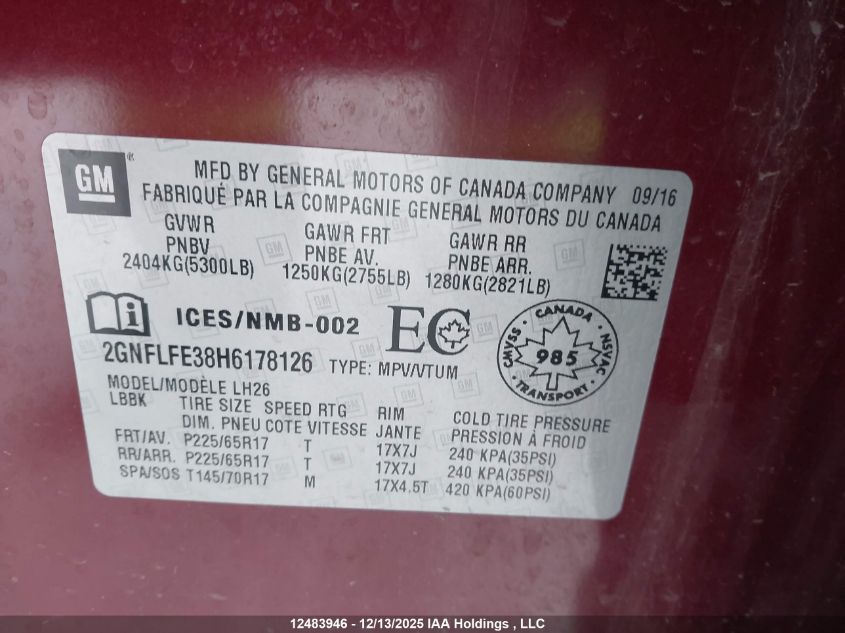 GM ®
MFD BY GENERAL MOTORS OF CANADA COMPANY 09/16
FABRIQUÉ PAR LA COMPAGNIE GENERAL MOTORS DU CANADA
GVWR GAWR FRT GAWR RR
PNBV PNBE AV. PNBE ARR.
2404KG(5300LB) 1250KG(2755LB) 1280KG(2821LB)
ICES/NMB-002 EC
CANADA
CMVSS 985 NSVAC
TRANSPORT
2GNFLFE38H6178126 TYPE: MPV/VTUM
MODEL/MODÈLE LH26
LBBK TIRE SIZE SPEED RTG RIM COLD TIRE PRESSURE
DIM. PNEU COTE VITESSE JANTE PRESSION À FROID
FRT/AV. P225/65R17 T 17X7J 240 KPA(35PSI)
RR/ARR. P225/65R17 T 17X7J 240 KPA(35PSI)
SPA/SOS T145/70R17 M 17X4.5T 420 KPA(60PSI)
12483946 - 12/13/2025 IAA Holdings , LLC